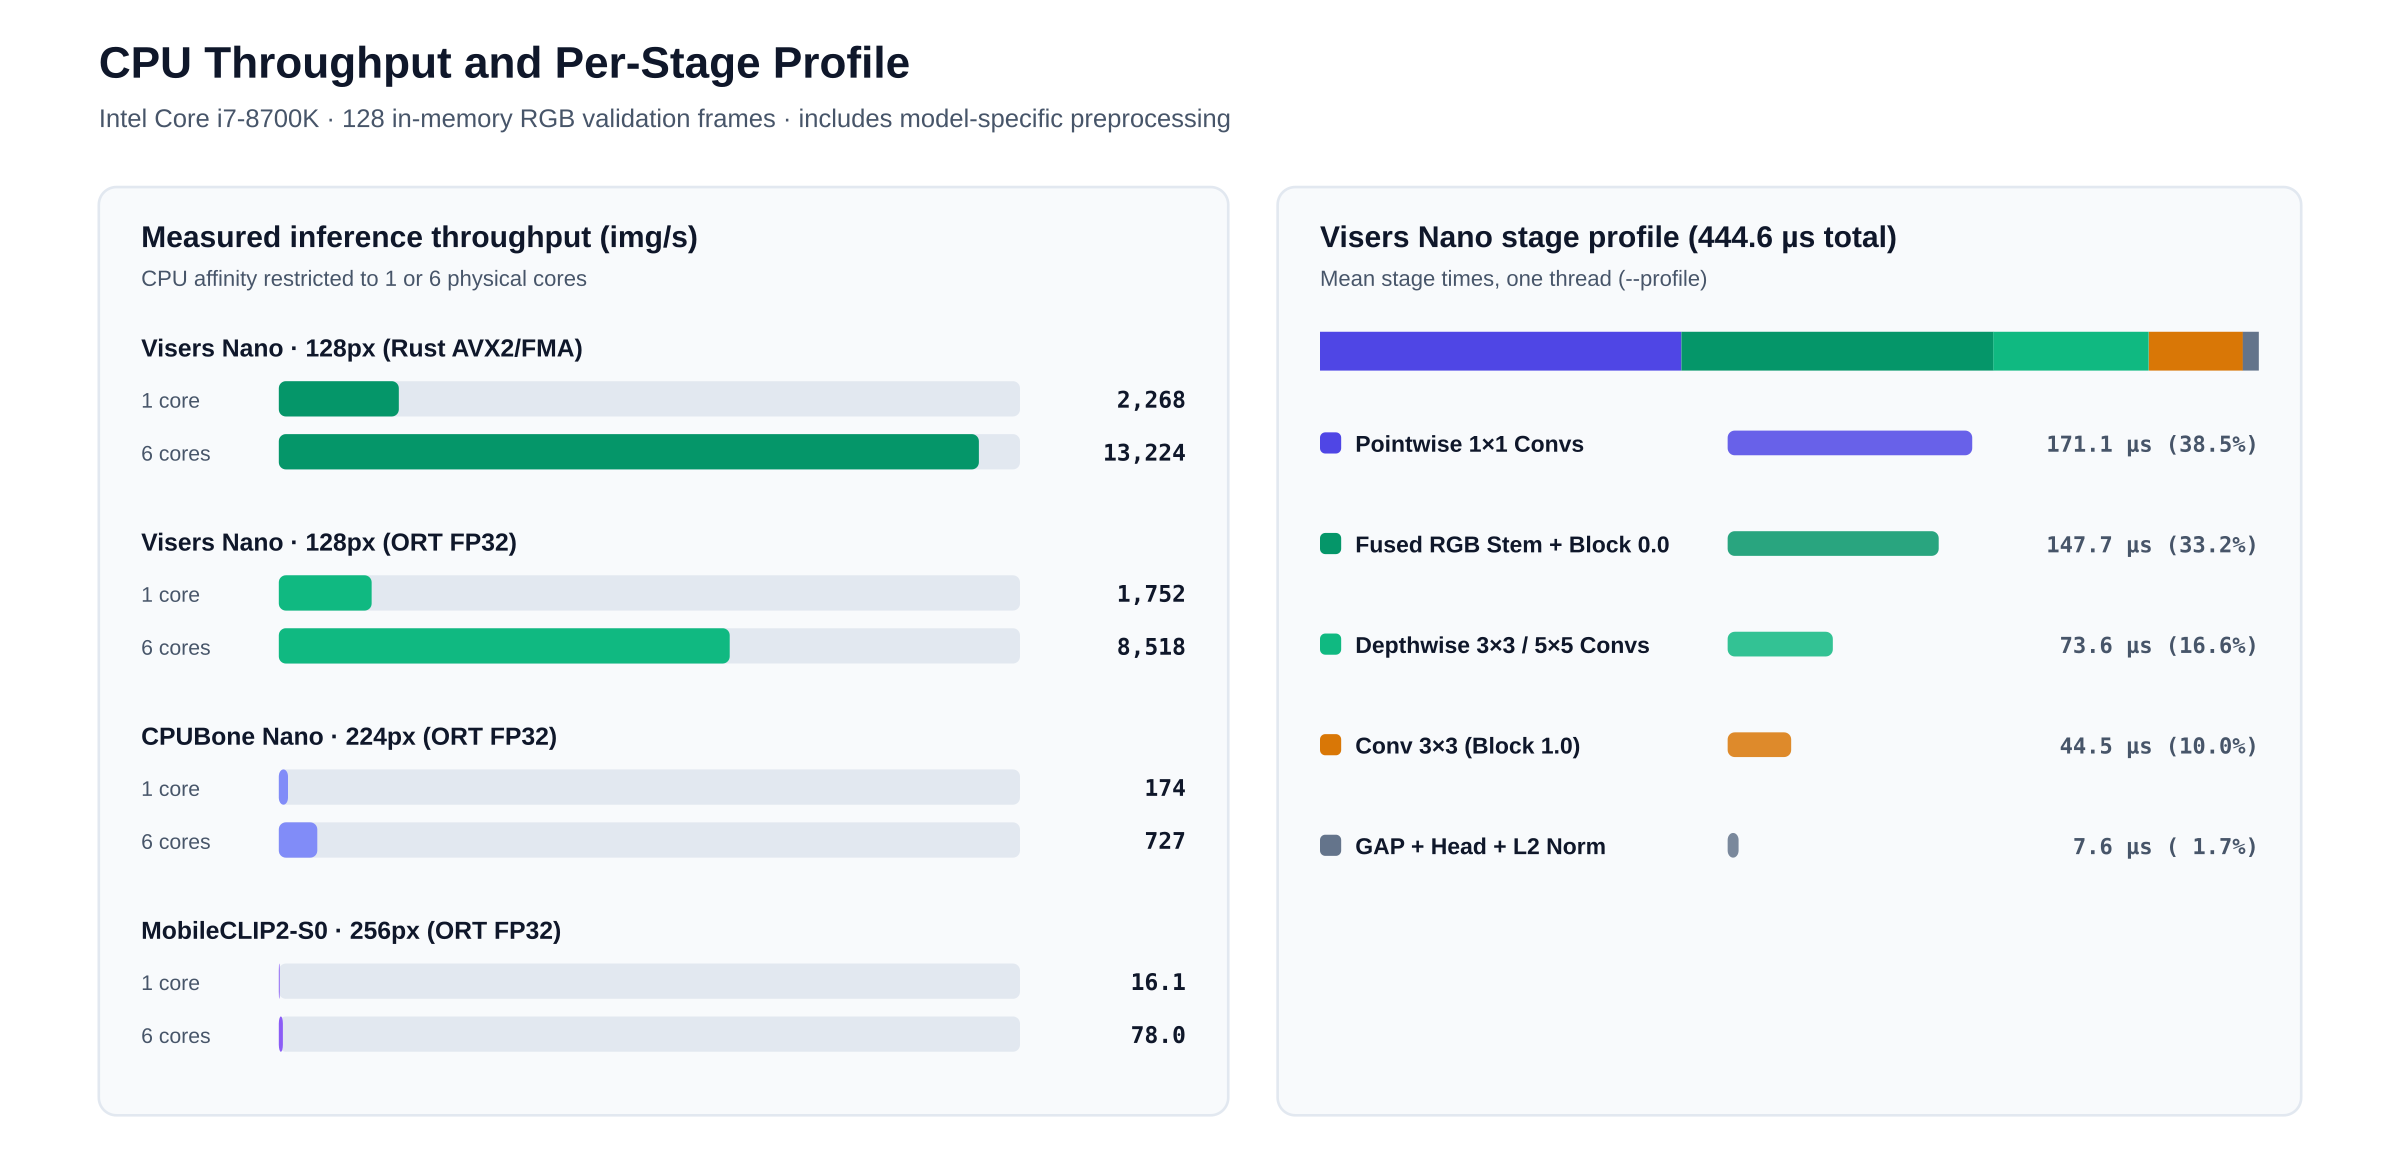 CPU Throughput and Per-Stage Profile
Intel Core i7-8700K · 128 in-memory RGB validation frames · includes model-specific preprocessing
Measured inference throughput (img/s)
CPU affinity restricted to 1 or 6 physical cores
Visers Nano · 128px (Rust AVX2/FMA)
1 core 2,268
6 cores 13,224
Visers Nano · 128px (ORT FP32)
1 core 1,752
6 cores 8,518
CPUBone Nano · 224px (ORT FP32)
1 core 174
6 cores 727
MobileCLIP2-S0 · 256px (ORT FP32)
1 core 16.1
6 cores 78.0
Visers Nano stage profile (444.6 µs total)
Mean stage times, one thread (--profile)
Pointwise 1×1 Convs 171.1 µs (38.5%)
Fused RGB Stem + Block 0.0 147.7 µs (33.2%)
Depthwise 3×3 / 5×5 Convs 73.6 µs (16.6%)
Conv 3×3 (Block 1.0) 44.5 µs (10.0%)
GAP + Head + L2 Norm 7.6 µs ( 1.7%)